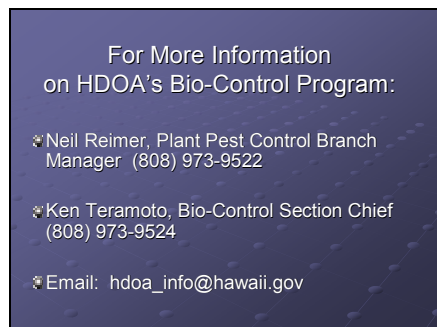 For More Information
on HDOA's Bio-Control Program:
Neil Reimer, Plant Pest Control Branch
Manager (808) 973-9522
Ken Teramoto, Bio-Control Section Chief
(808) 973-9524
Email: hdoa_info@hawaii.gov